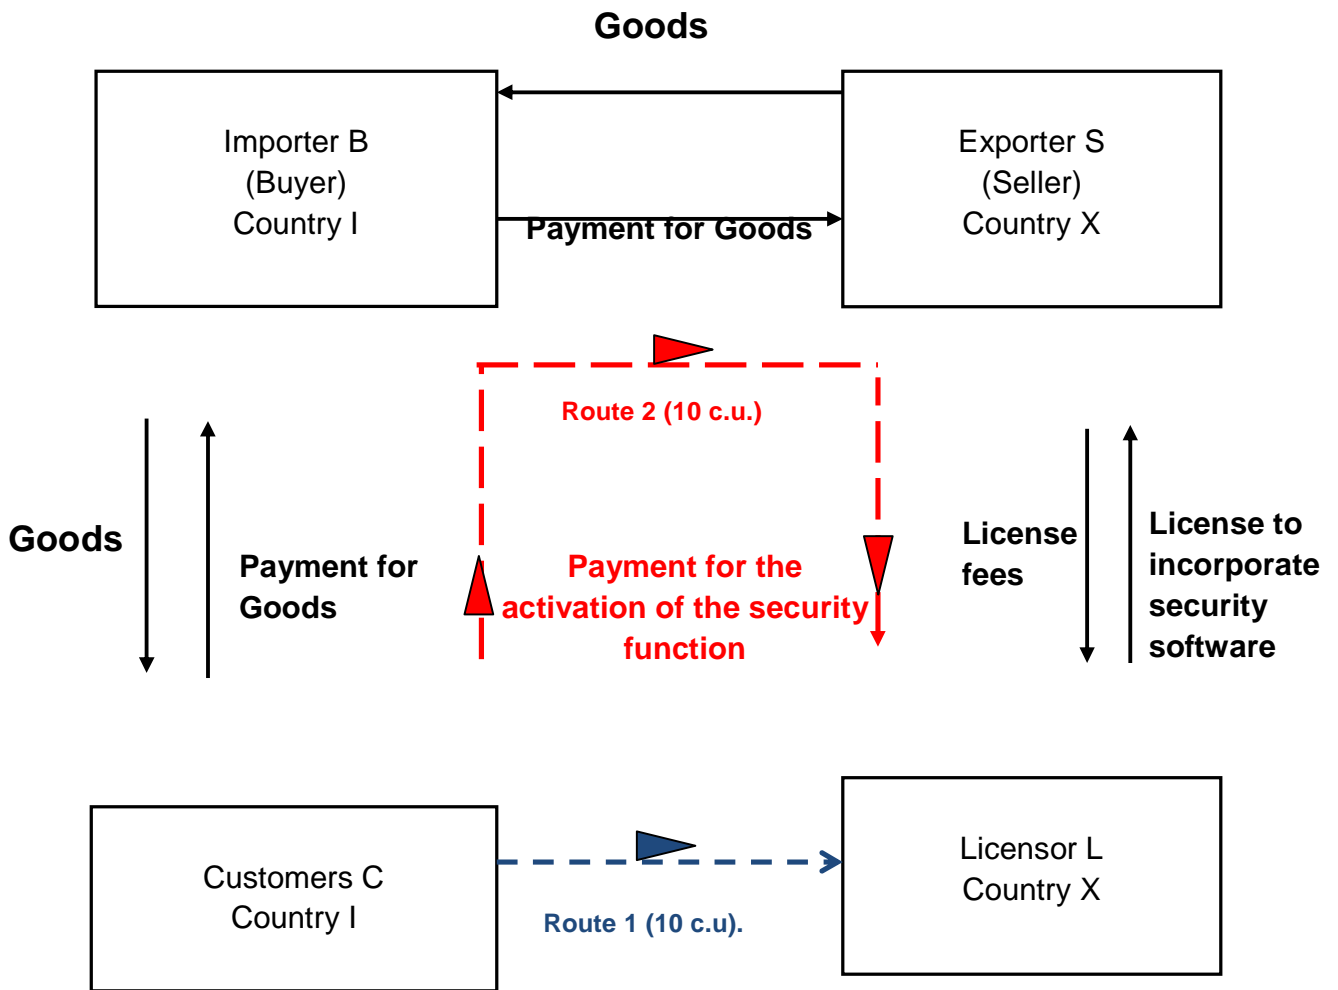 Goods
Importer B
(Buyer)
Country I
Exporter S
(Seller)
Country X
Payment for Goods
Route 2 (10 c.u.)
Goods
Payment for
Goods
Payment for the
activation of the security
function
License
fees
License to
incorporate
security
software
Customers C
Country I
Route 1 (10 c.u).
Licensor L
Country X